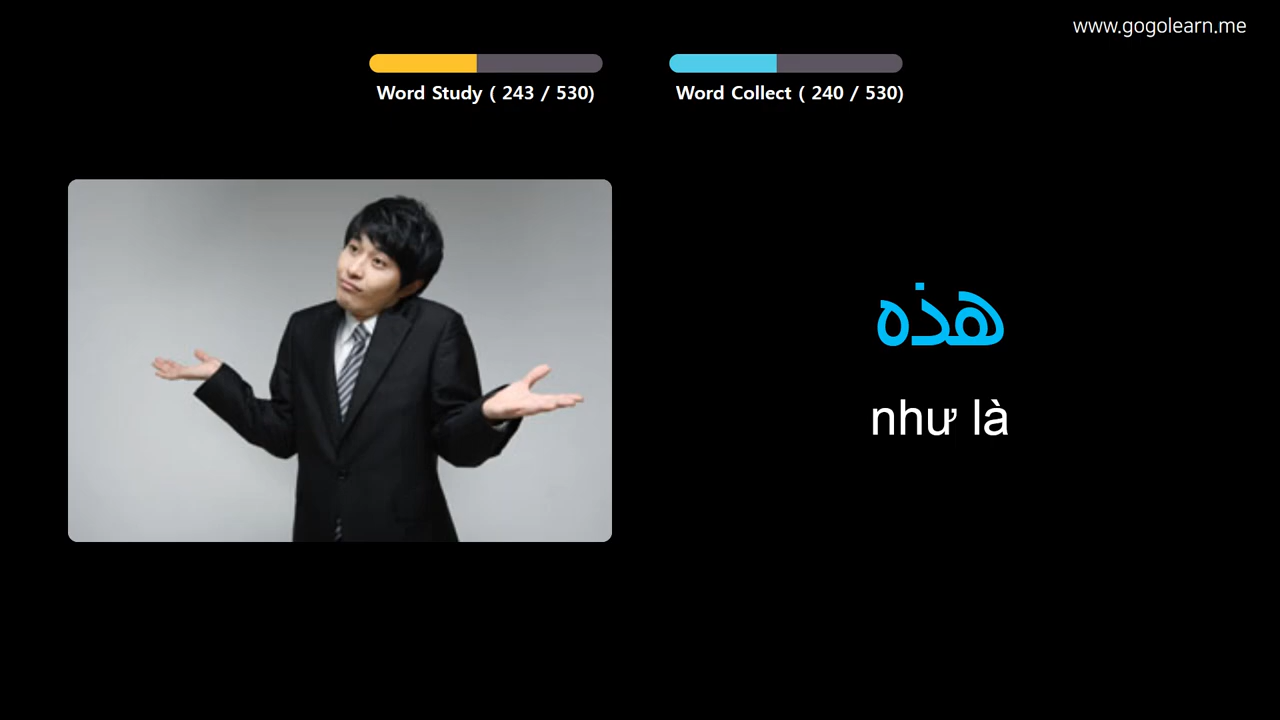 www.gogolearn.me
Word Study ( 243 / 530)
Word Collect ( 240 / 530)
هذه
như là